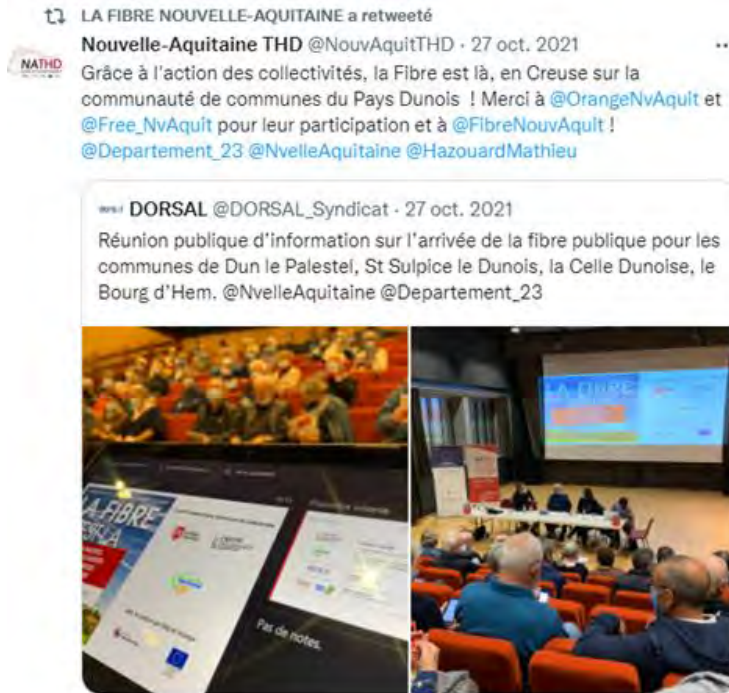 LA FIBRE NOUVELLE-AQUITAINE a retweeté
Nouvelle-Aquitaine THD @NouvAquitTHD · 27 oct. 2021
NATHD
Grâce à l'action des collectivités, la Fibre est là, en Creuse sur la
communauté de communes du Pays Dunois ! Merci à @OrangeNvAquit et
@Free_NvAquit pour leur participation et à @FibreNouvAquit !
@Departement_23 @NvelleAquitaine @HazouardMathieu
DORSAL @DORSAL_Syndicat · 27 oct. 2021
Réunion publique d'information sur l'arrivée de la fibre publique pour les
communes de Dun le Palestel, St Sulpice le Dunois, la Celle Dunoise, le
Bourg d'Hem. @NvelleAquitaine @Departement_23
LA FIBRE
EST LÀ
Pas de notes.
LA FIBRE